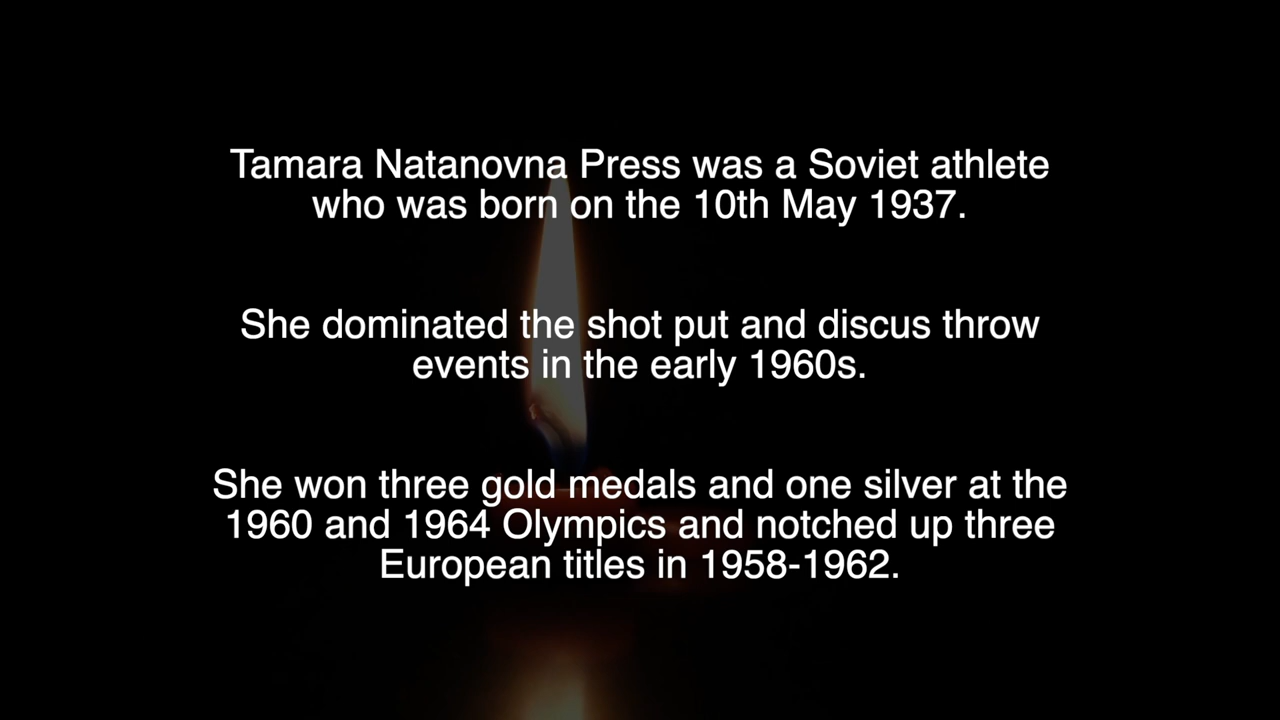 Tamara Natanovna Press was a Soviet athlete
who was born on the 10th May 1937.
She dominated the shot put and discus throw
events in the early 1960s.
She won three gold medals and one silver at the
1960 and 1964 Olympics and notched up three
European titles in 1958-1962.